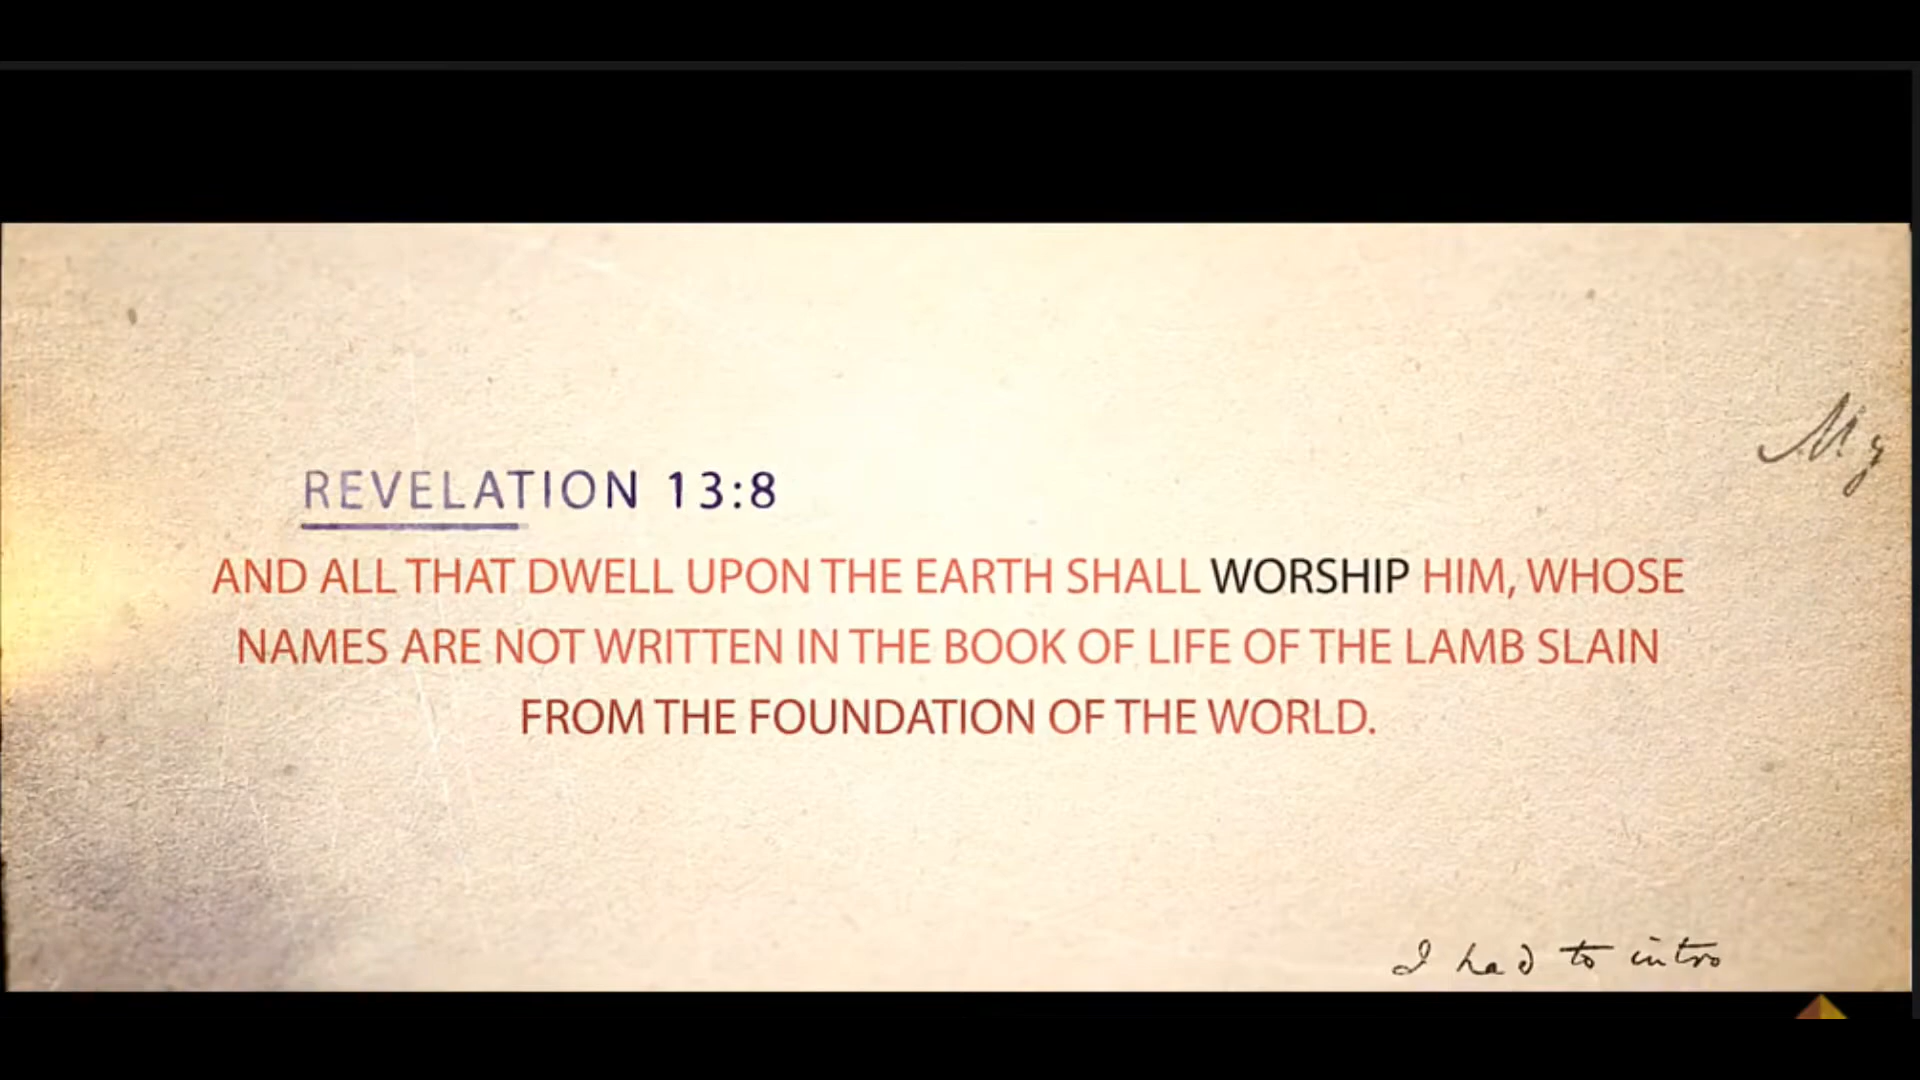 REVELATION 13:8
AND ALL THAT DWELL UPON THE EARTH SHALL WORSHIP HIM, WHOSE
NAMES ARE NOT WRITTEN IN THE BOOK OF LIFE OF THE LAMB SLAIN
FROM THE FOUNDATION OF THE WORLD.
My
I had to intro